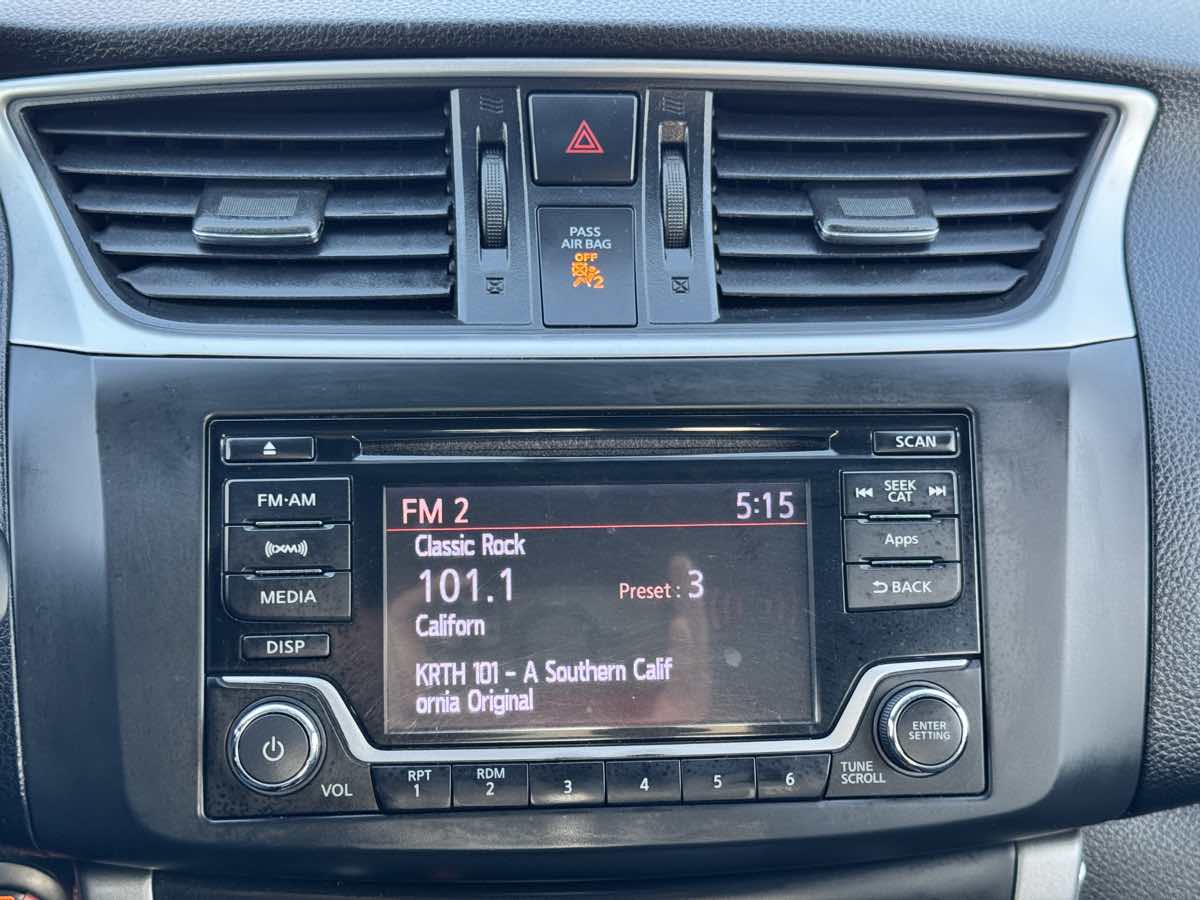 PASS
AIR BAG
OFF
2
SCAN
FM·AM
XM
MEDIA
DISP
FM 2 5:15
Classic Rock
101.1 Preset : 3
Californ
KRTH 101 - A Southern Calif
ornia Original
SEEK
CAT
Apps
BACK
VOL
RPT
1
RDM
2
3
4
5
6
TUNE
SCROLL
ENTER
SETTING